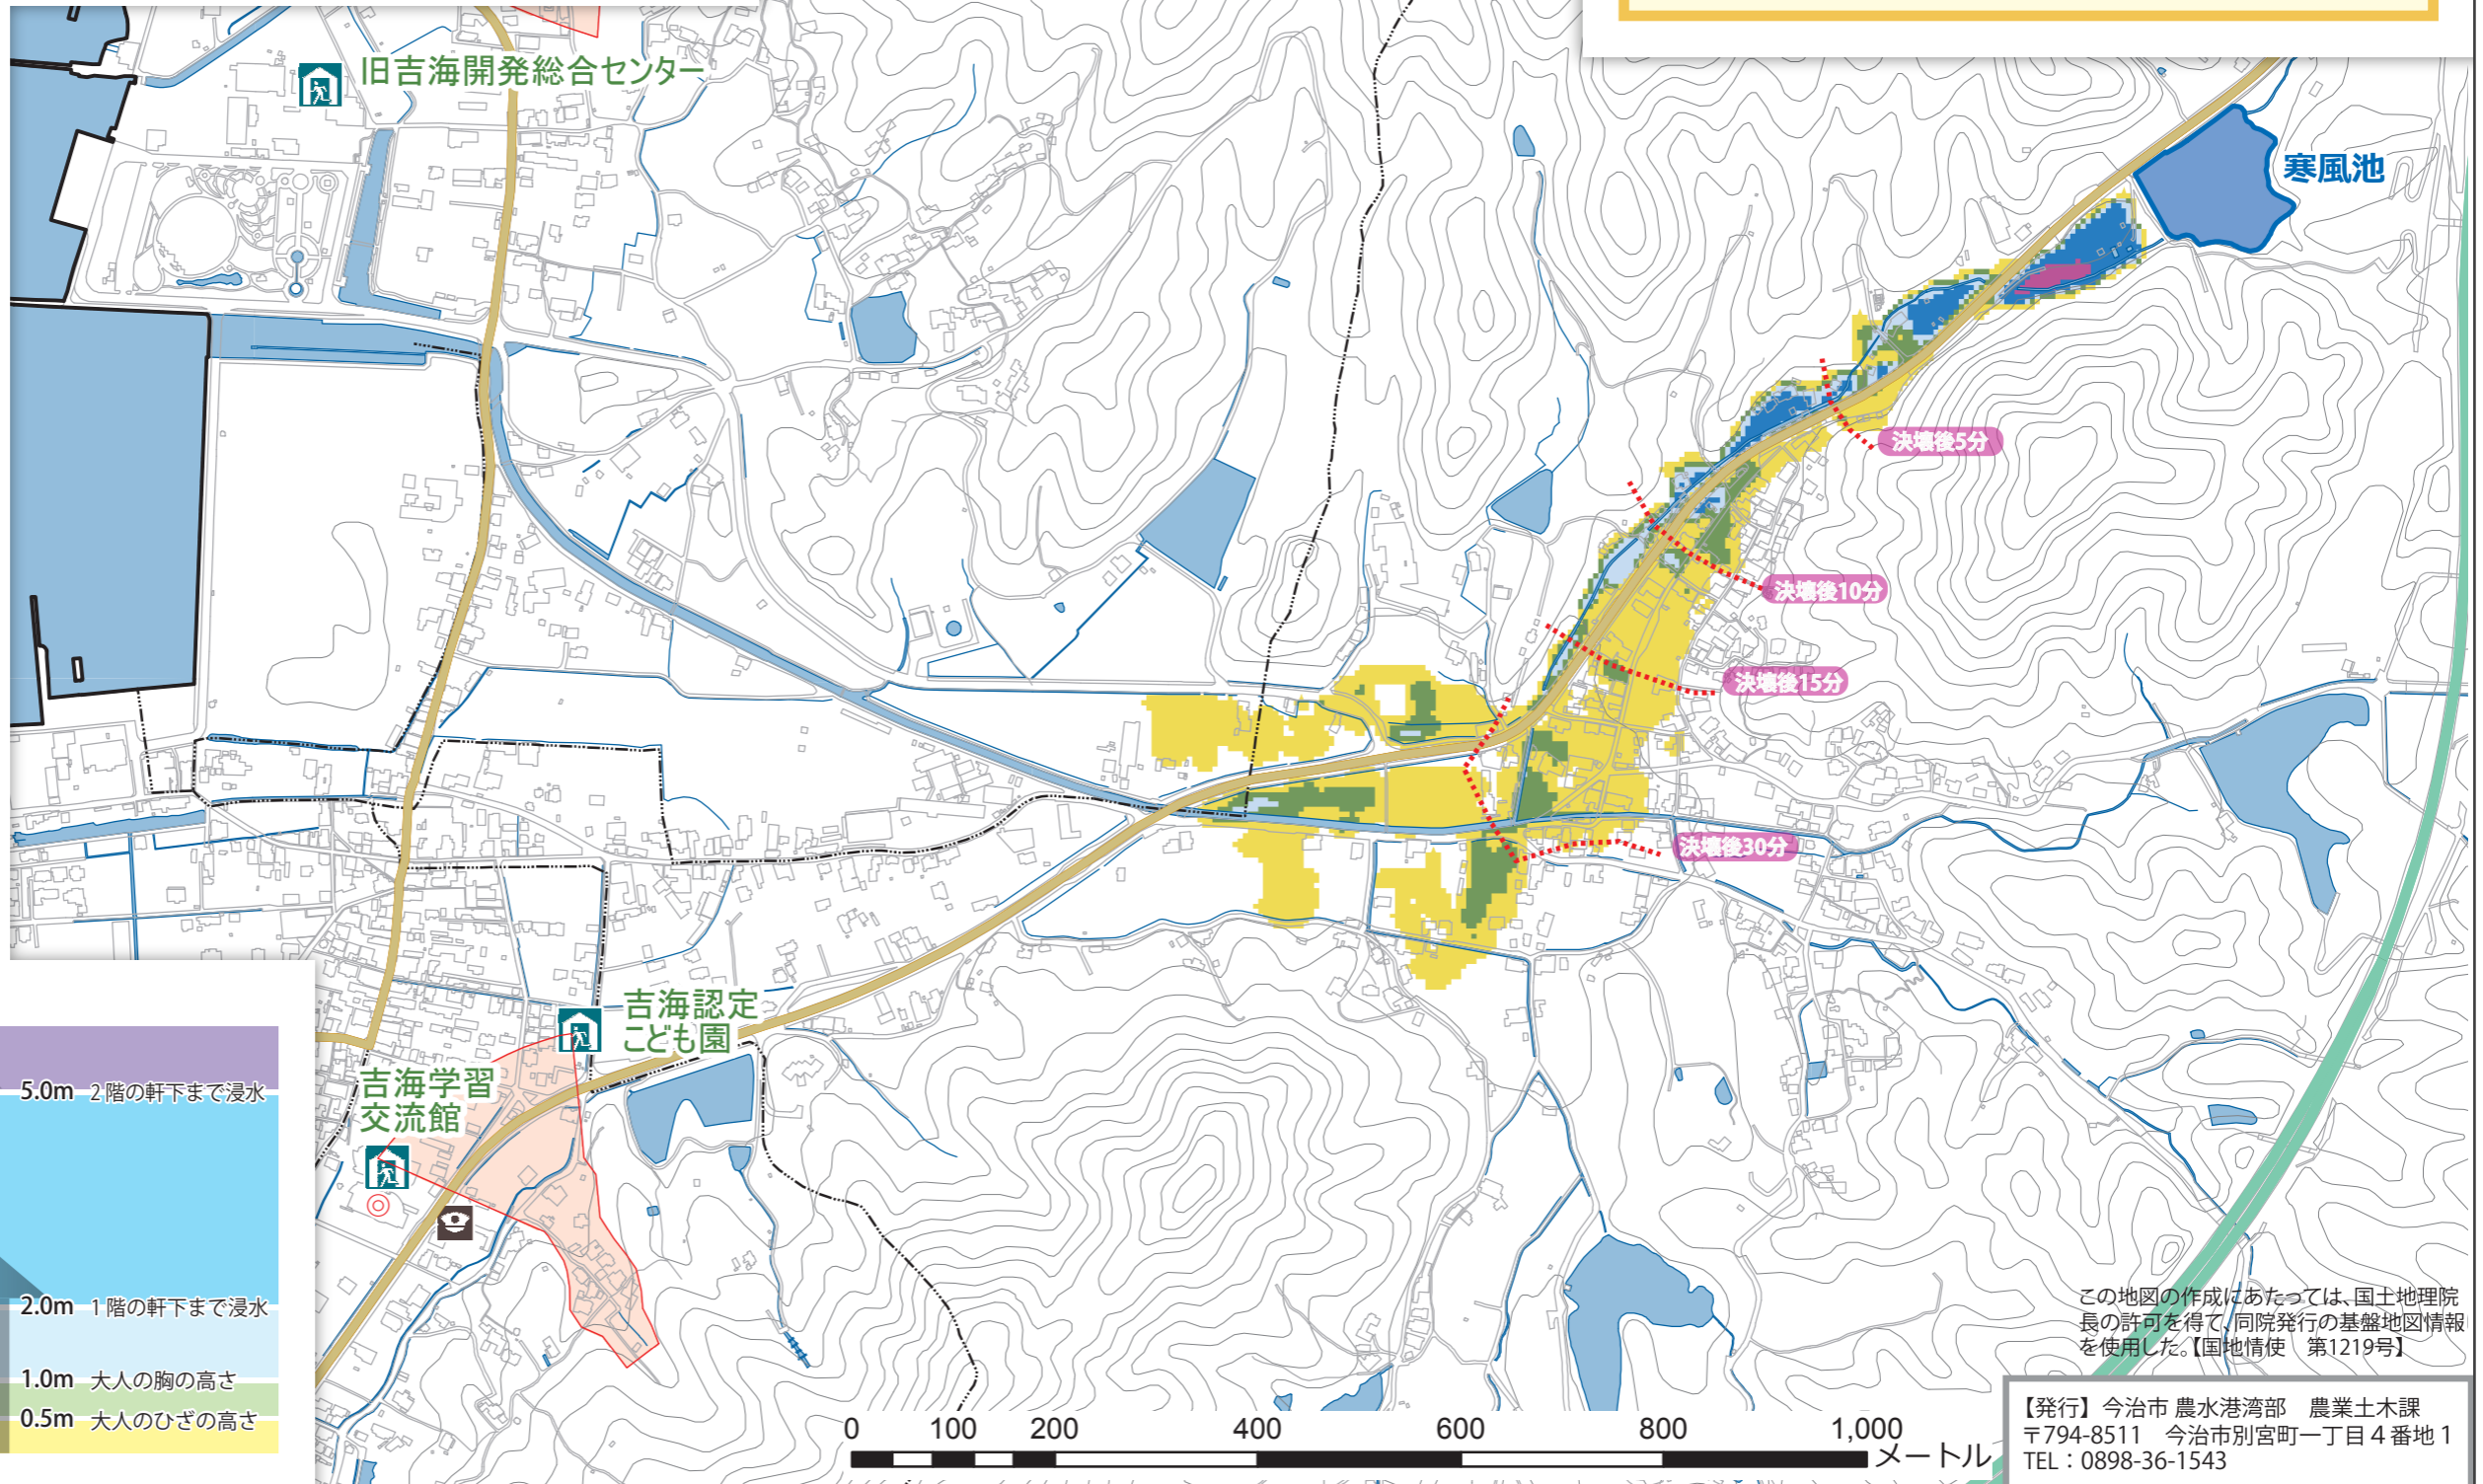 旧吉海開発総合センター
寒風池
決壊後5分
決壊後10分
決壊後15分
決壊後30分
吉海認定
こども園
吉海学習
交流館
5.0m 2階の軒下まで浸水
2.0m 1階の軒下まで浸水
1.0m 大人の胸の高さ
0.5m 大人のひざの高さ
0 100 200 400 600 800 1,000
メートル
この地図の作成にあたっては、国土地理院
長の許可を得て、同院発行の基盤地図情報
を使用した。【国地情使 第1219号】
【発行】今治市 農水港湾部 農業土木課
〒794-8511 今治市別宮町一丁目4番地1
TEL：0898-36-1543